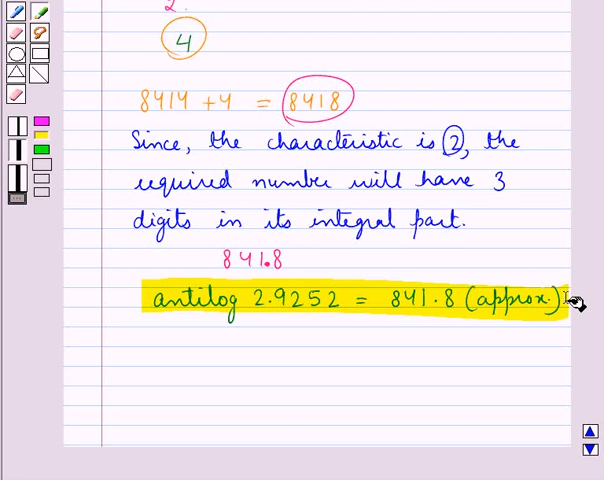 2.
4
8414 + 4 = 8418
Since, the characteristic is 2, the
required number will have 3
digits in its integral part.
841.8
antilog 2.9252 = 841.8 (approx.)